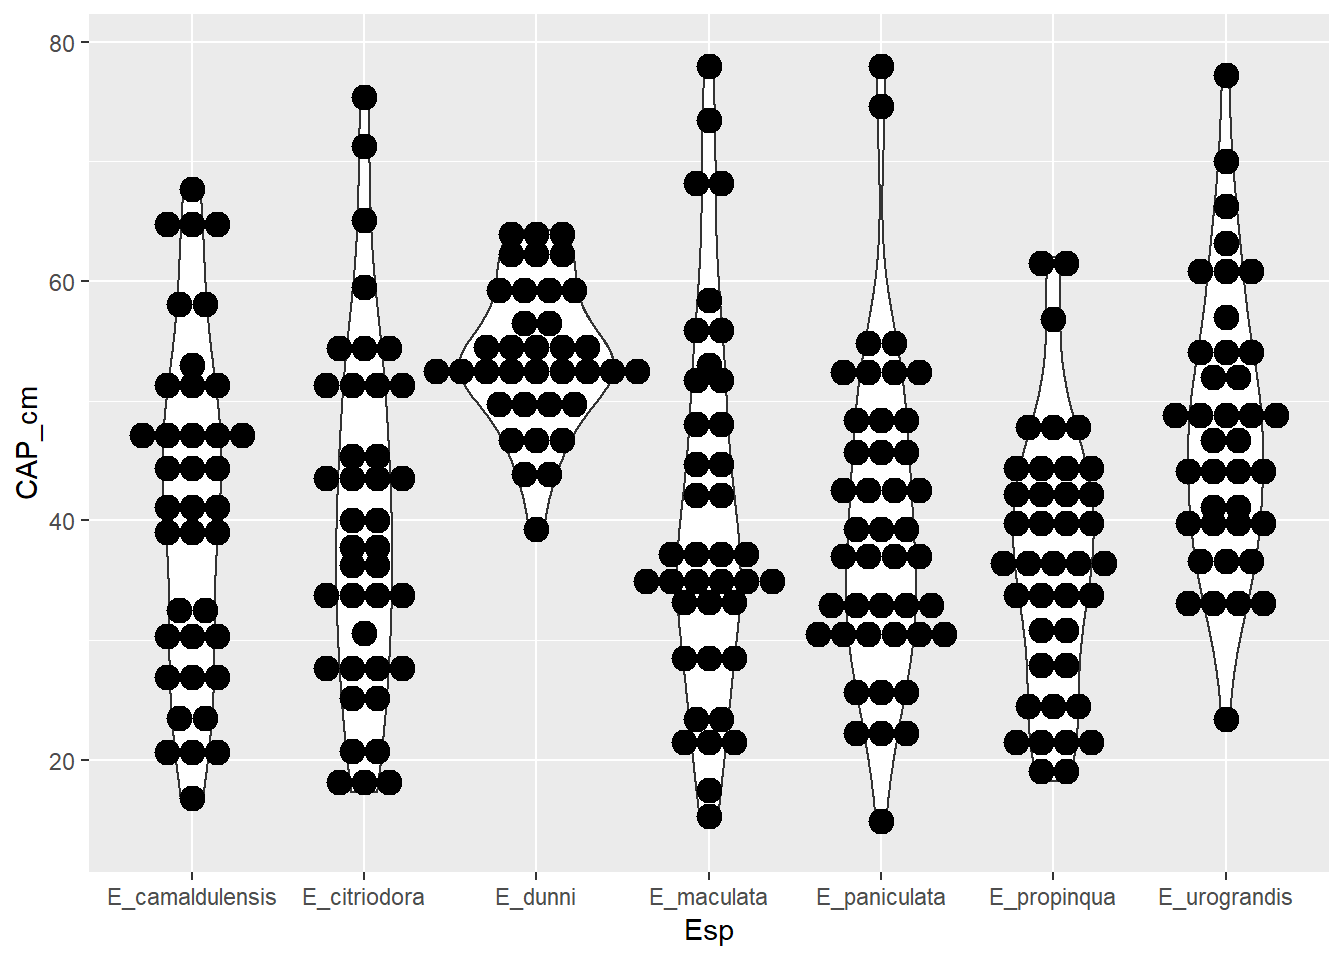 CAP_cm
80
60
40
20
E_camaldulensis E_citriodora E_dunni E_maculata E_paniculata E_propinqua E_urograndis
Esp